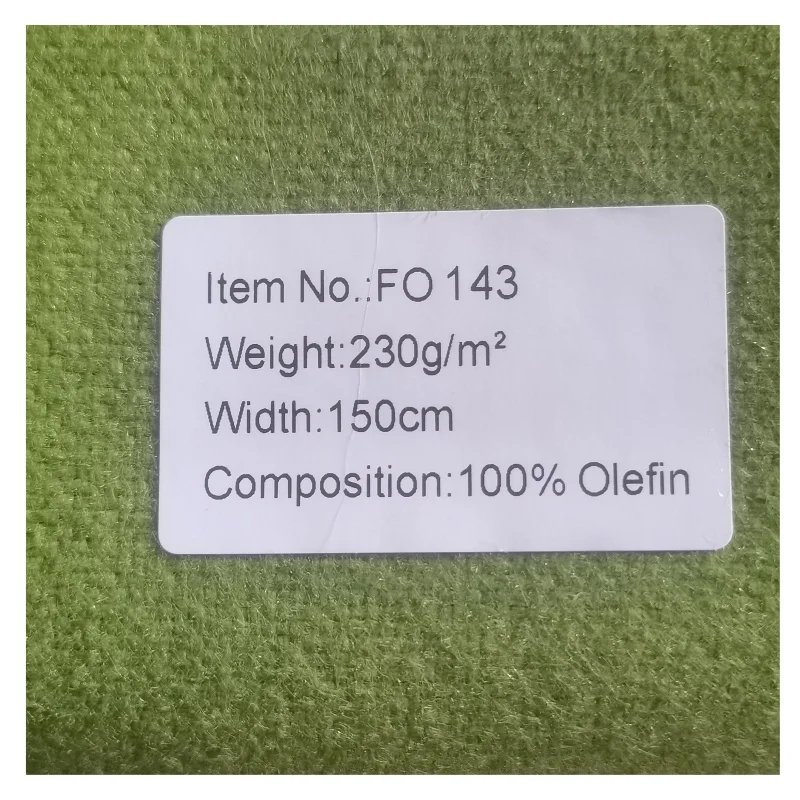 Item No.:FO 143
Weight:230g/m²
Width:150cm
Composition:100% Olefin